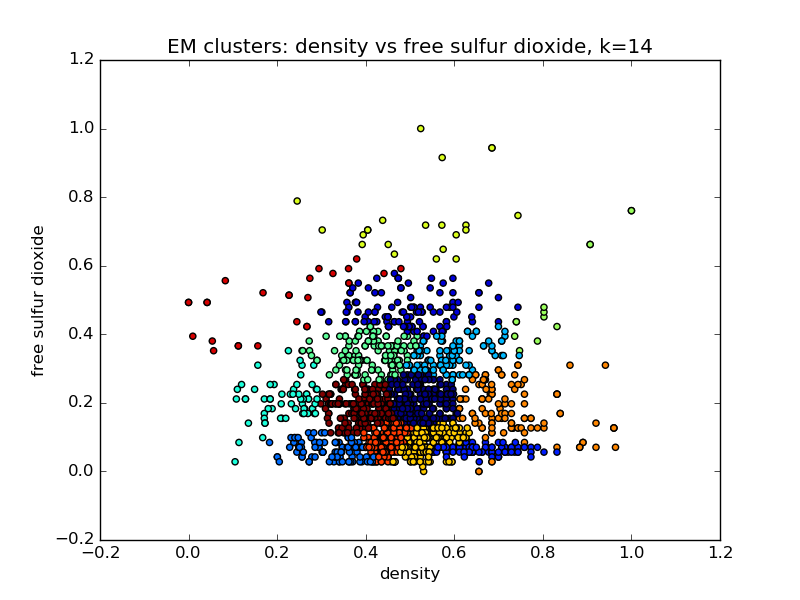 EM clusters: density vs free sulfur dioxide, k=14
1.2
1.0
0.8
0.6
0.4
0.2
0.0
−0.2
free sulfur dioxide
−0.2 0.0 0.2 0.4 0.6 0.8 1.0 1.2
density